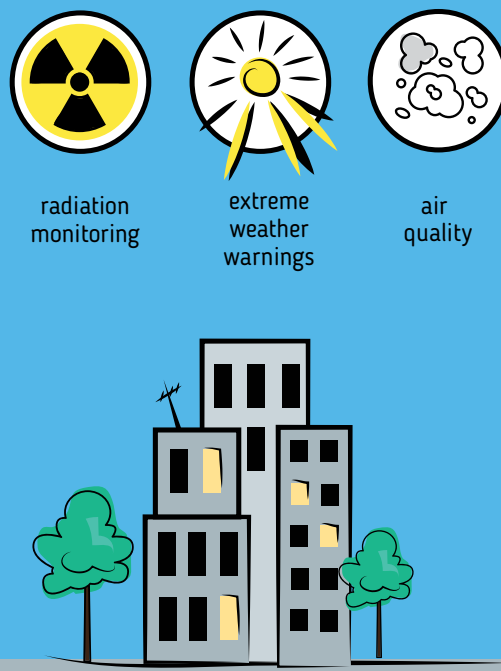 radiation
monitoring
extreme
weather
warnings
air
quality